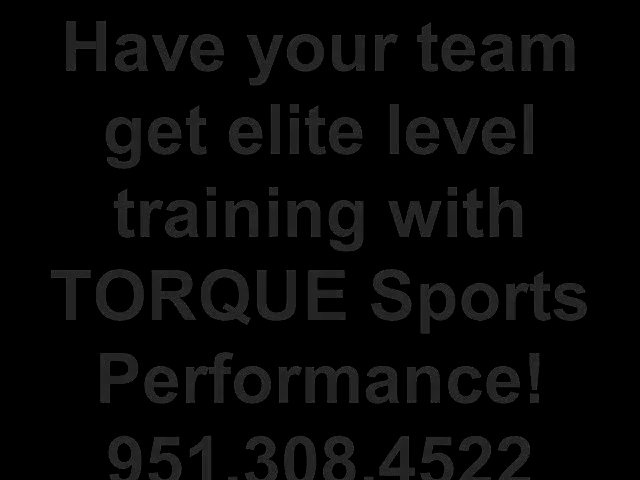 Have your team
get elite level
training with
TORQUE Sports
Performance!
951.308.4522